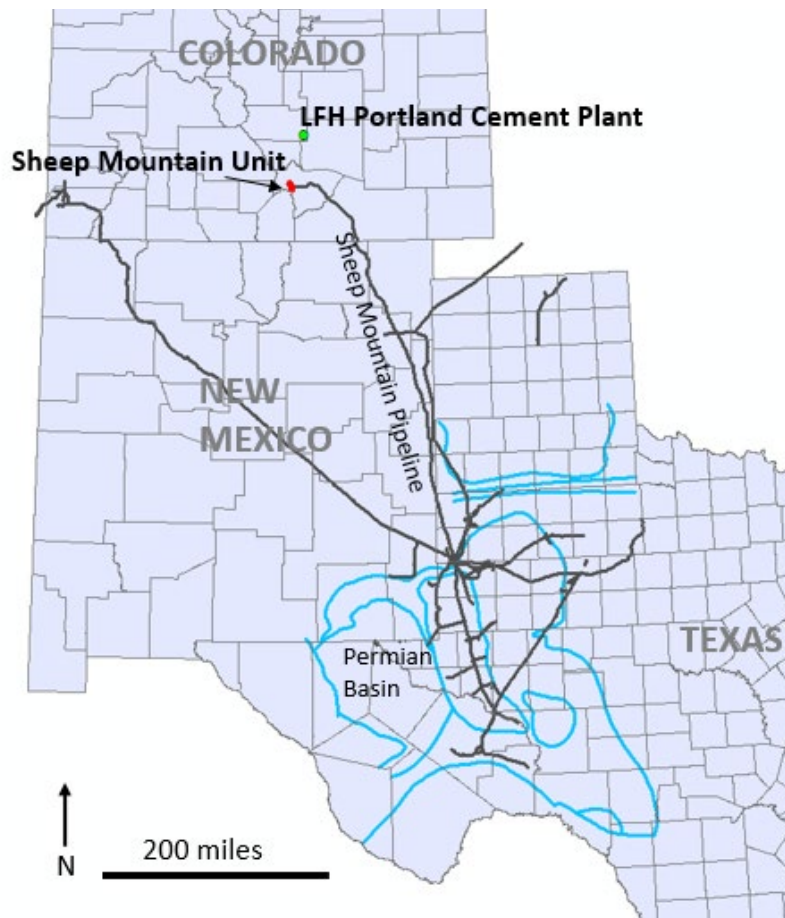 COLORADO
LFH Portland Cement Plant
Sheep Mountain Unit
Sheep Mountain Pipeline
NEW
MEXICO
TEXAS
Permian
Basin
200 miles
N